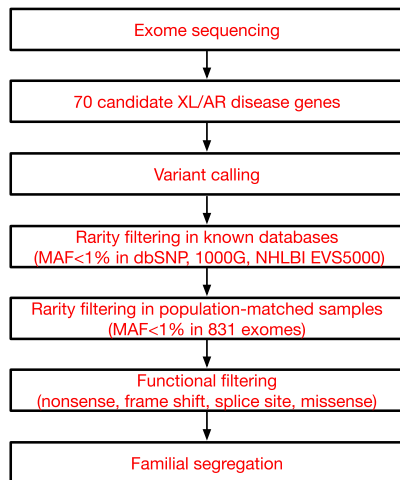 Exome sequencing
70 candidate XL/AR disease genes
Variant calling
Rarity filtering in known databases
(MAF<1% in dbSNP, 1000G, NHLBI EVS5000)
Rarity filtering in population-matched samples
(MAF<1% in 831 exomes)
Functional filtering
(nonsense, frame shift, splice site, missense)
Familial segregation